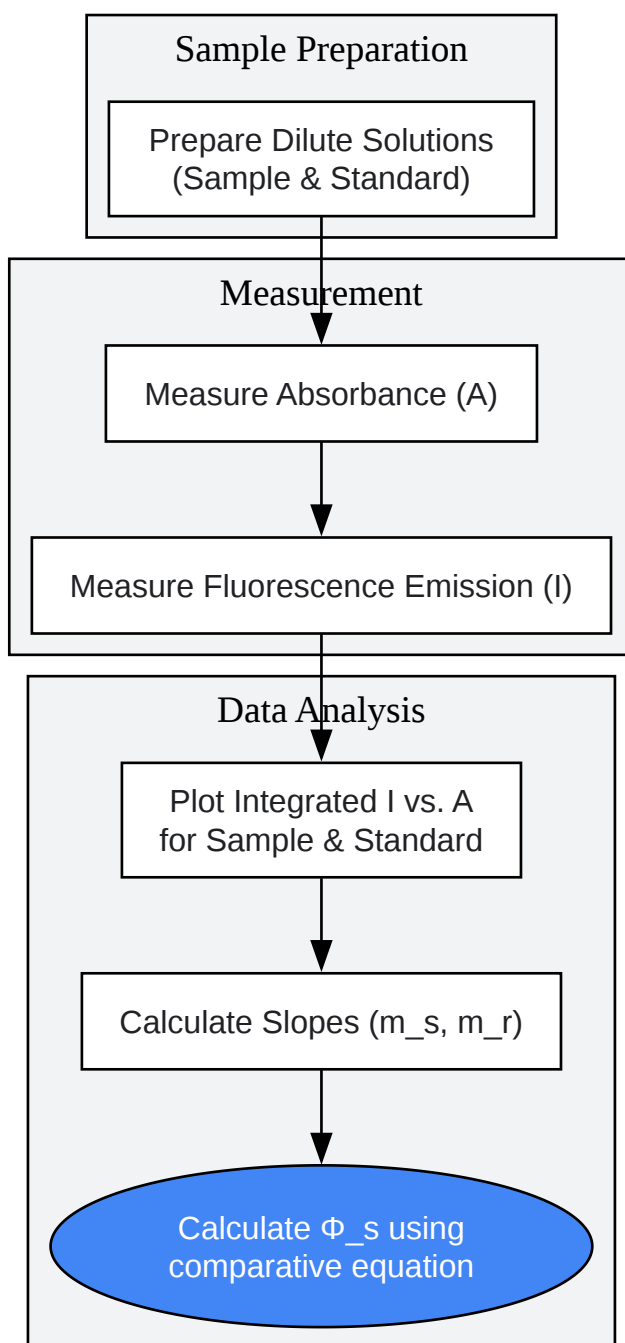 Sample Preparation
Prepare Dilute Solutions
(Sample & Standard)
Measurement
Measure Absorbance (A)
Measure Fluorescence Emission (I)
Data Analysis
Plot Integrated I vs. A
for Sample & Standard
Calculate Slopes (m_s, m_r)
Calculate Φ_s using
comparative equation